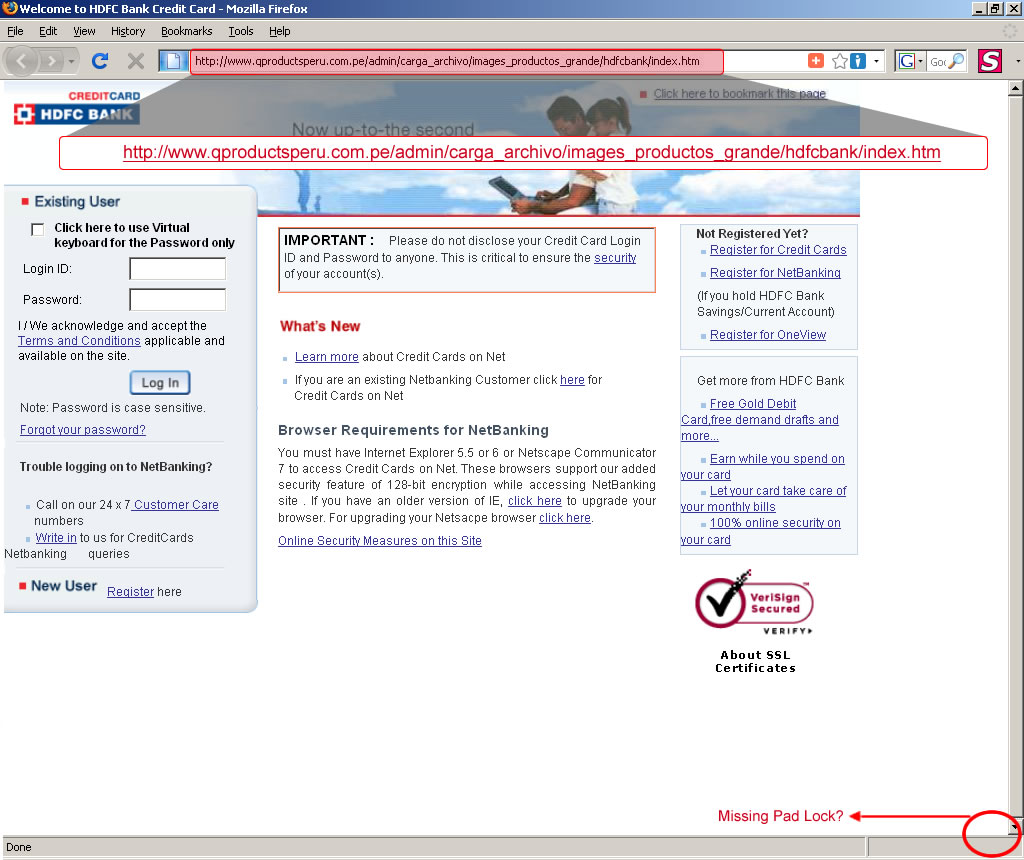 Welcome to HDFC Bank Credit Card - Mozilla Firefox
File Edit View History Bookmarks Tools Help
http://www.qproductsperu.com.pe/admin/carga_archivo/images_productos_grande/hdfcbank/index.htm
G Goo S
CREDITCARD
HDFC BANK
Click here to bookmark this page
Now up-to-the second
http://www.qproductsperu.com.pe/admin/carga_archivo/images_productos_grande/hdfcbank/index.htm
Existing User
Click here to use Virtual
keyboard for the Password only
Login ID:
Password:
I / We acknowledge and accept the
Terms and Conditions applicable and
available on the site.
Log In
Note: Password is case sensitive.
Forgot your password?
Trouble logging on to NetBanking?
Call on our 24 x 7 Customer Care
numbers
Write in to us for CreditCards
Netbanking queries
New User Register here
IMPORTANT : Please do not disclose your Credit Card Login
ID and Password to anyone. This is critical to ensure the security
of your account(s).
What's New
Learn more about Credit Cards on Net
If you are an existing Netbanking Customer click here for
Credit Cards on Net
Browser Requirements for NetBanking
You must have Internet Explorer 5.5 or 6 or Netscape Communicator
7 to access Credit Cards on Net. These browsers support our added
security feature of 128-bit encryption while accessing NetBanking
site . If you have an older version of IE, click here to upgrade your
browser. For upgrading your Netsacpe browser click here.
Online Security Measures on this Site
Not Registered Yet?
Register for Credit Cards
Register for NetBanking
(If you hold HDFC Bank
Savings/Current Account)
Register for OneView
Get more from HDFC Bank
Free Gold Debit
Card,free demand drafts and
more...
Earn while you spend on
your card
Let your card take care of
your monthly bills
100% online security on
your card
VeriSign
Secured
VERIFY
About SSL
Certificates
Missing Pad Lock?
Done